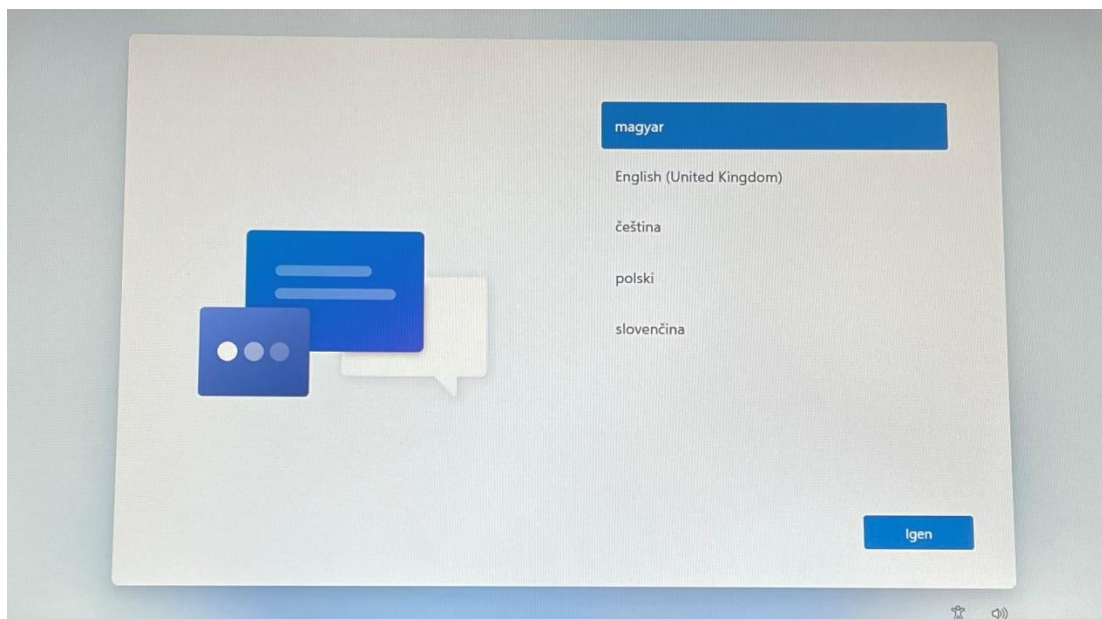 magyar
English (United Kingdom)
čeština
polski
slovenčina
Igen